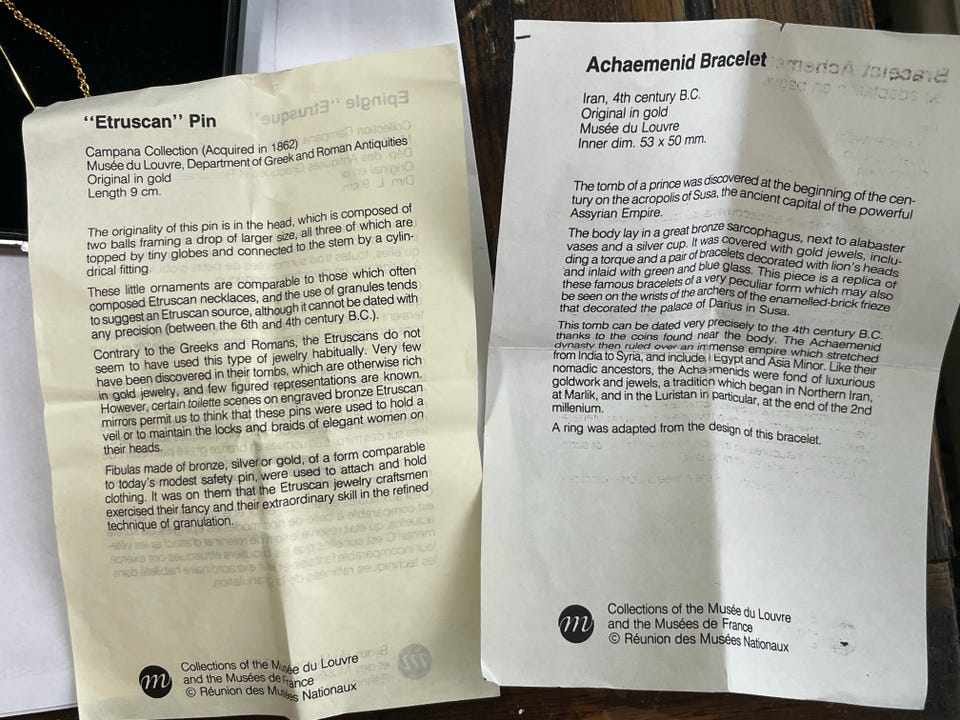 "Etruscan" Pin
Campana Collection (Acquired in 1862)
Musée du Louvre, Department of Greek and Roman Antiquities
Original in gold
Length 9 cm.
The originality of this pin is in the head, which is composed of
two balls framing a drop of larger size, all three of which are
topped by tiny globes and connected to the stem by a cylin-
drical fitting.
These little ornaments are comparable to those which often
composed Etruscan necklaces, and the use of granules tends
to suggest an Etruscan source, although it cannot be dated with
any precision (between the 6th and 4th century B.C.).
Contrary to the Greeks and Romans, the Etruscans do not
seem to have used this type of jewelry habitually. Very few
have been discovered in their tombs, which are otherwise rich
in gold jewelry, and few figured representations are known.
However, certain toilette scenes on engraved bronze Etruscan
mirrors permit us to think that these pins were used to hold a
veil or to maintain the locks and braids of elegant women on
their heads.
Fibulas made of bronze, silver or gold, of a form comparable
to today's modest safety pin, were used to attach and hold
clothing. It was on them that the Etruscan jewelry craftsmen
exercised their fancy and their extraordinary skill in the refined
technique of granulation.
m
Collections of the Musée du Louvre
and the Musées de France
© Réunion des Musées Nationaux
Achaemenid Bracelet
Iran, 4th century B.C.
Original in gold
Musée du Louvre
Inner dim. 53 x 50 mm.
The tomb of a prince was discovered at the beginning of the cen-
tury on the acropolis of Susa, the ancient capital of the powerful
Assyrian Empire.
The body lay in a great bronze sarcophagus, next to alabaster
vases and a silver cup. It was covered with gold jewels, inclu-
ding a torque and a pair of bracelets decorated with lion's heads
and inlaid with green and blue glass. This piece is a replica of
these famous bracelets of a very peculiar form which may also
be seen on the wrists of the archers of the enamelled-brick frieze
that decorated the palace of Darius in Susa.
This tomb can be dated very precisely to the 4th century B.C.
thanks to the coins found near the body. The Achaemenid
dynasty then ruled over an immense empire which stretched
from India to Syria, and included Egypt and Asia Minor. Like their
nomadic ancestors, the Achaemenids were fond of luxurious
goldwork and jewels, a tradition which began in Northern Iran,
at Marlik, and in the Luristan in particular, at the end of the 2nd
millenium.
A ring was adapted from the design of this bracelet.
m
Collections of the Musée du Louvre
and the Musées de France
© Réunion des Musées Nationaux